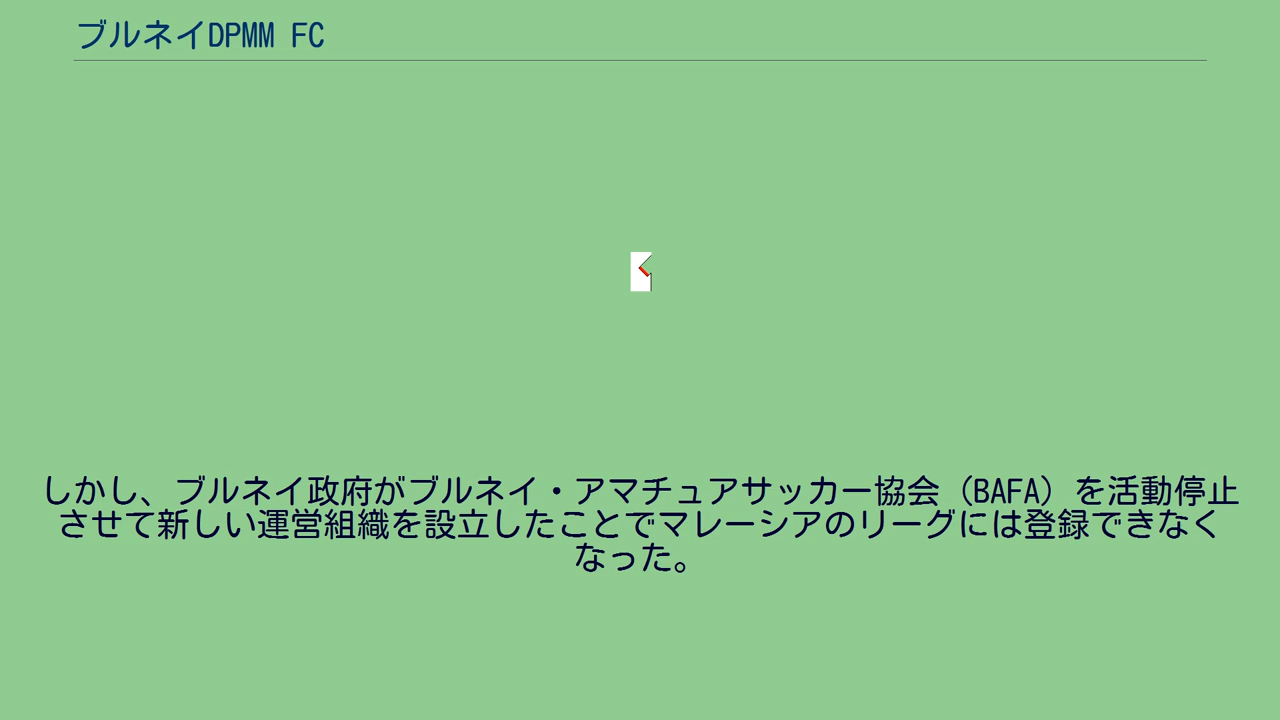 ブルネイDPMM FC
しかし、ブルネイ政府がブルネイ・アマチュアサッカー協会（BAFA）を活動停止
させて新しい運営組織を設立したことでマレーシアのリーグには登録できなく
なった。